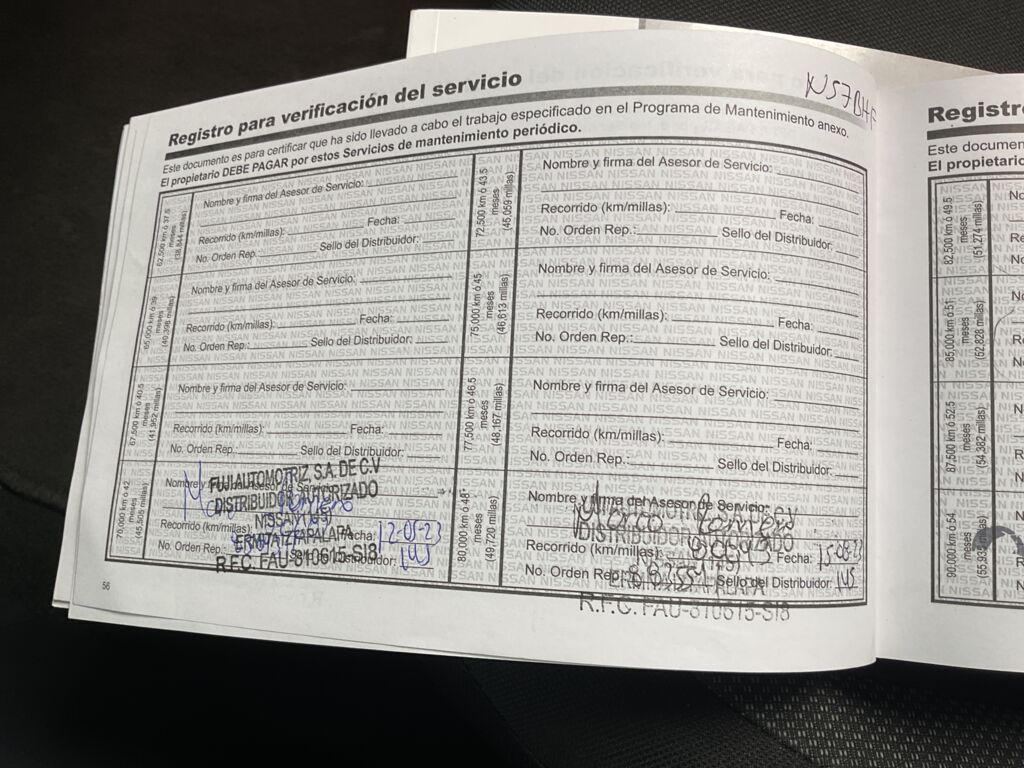 Registro para verificación del servicio
Este documento es para certificar que ha sido llevado a cabo el trabajo especificado en el Programa de Mantenimiento anexo.
El propietario DEBE PAGAR por estos Servicios de mantenimiento periódico.
62,500 km ó 37.5 meses (38,844 millas)
Nombre y firma del Asesor de Servicio:
Recorrido (km/millas): Fecha:
No. Orden Rep.: Sello del Distribuidor:
65,000 km ó 39 meses (40,398 millas)
Nombre y firma del Asesor de Servicio:
Recorrido (km/millas): Fecha:
No. Orden Rep.: Sello del Distribuidor:
67,500 km ó 40.5 meses (41,952 millas)
Nombre y firma del Asesor de Servicio:
Recorrido (km/millas): Fecha:
No. Orden Rep.: Sello del Distribuidor:
70,000 km ó 42 meses (43,505 millas)
Nombre y firma del Asesor de Servicio:
Recorrido (km/millas): Fecha: 12-05-23
No. Orden Rep.: Sello del Distribuidor:
FUJI AUTOMOTRIZ, S.A. DE C.V
DISTRIBUIDOR AUTORIZADO
NISSAN
ERMITA IZTAPALAPA
R.F.C. FAU-810615-SI8
72,500 km ó 43.5 meses (45,059 millas)
Nombre y firma del Asesor de Servicio:
Recorrido (km/millas): Fecha:
No. Orden Rep.: Sello del Distribuidor:
75,000 km ó 45 meses (46,613 millas)
Nombre y firma del Asesor de Servicio:
Recorrido (km/millas): Fecha:
No. Orden Rep.: Sello del Distribuidor:
77,500 km ó 46.5 meses (48,167 millas)
Nombre y firma del Asesor de Servicio:
Recorrido (km/millas): Fecha:
No. Orden Rep.: Sello del Distribuidor:
80,000 km ó 48 meses (49,720 millas)
Nombre y firma del Asesor de Servicio:
Recorrido (km/millas): Fecha:
No. Orden Rep.: Sello del Distribuidor:
DISTRIBUIDOR AUTORIZADO
R.F.C. FAU-810615-SI8
56
Registr
Este documen
El propietario
82,500 km ó 49.5 meses (51,274 millas)
85,000 km ó 51 meses (52,828 millas)
87,500 km ó 52.5 meses (54,382 millas)
90,000 km ó 54 meses